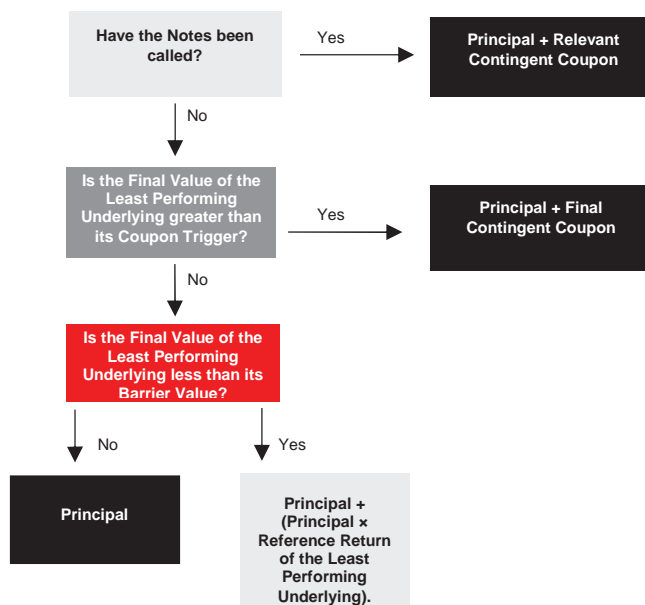 Have the Notes been
called?
Yes
Principal + Relevant
Contingent Coupon
No
Is the Final Value of the
Least Performing
Underlying greater than
its Coupon Trigger?
Yes
Principal + Final
Contingent Coupon
No
Is the Final Value of the
Least Performing
Underlying less than its
Barrier Value?
No
Yes
Principal
Principal +
(Principal ×
Reference Return
of the Least
Performing
Underlying).